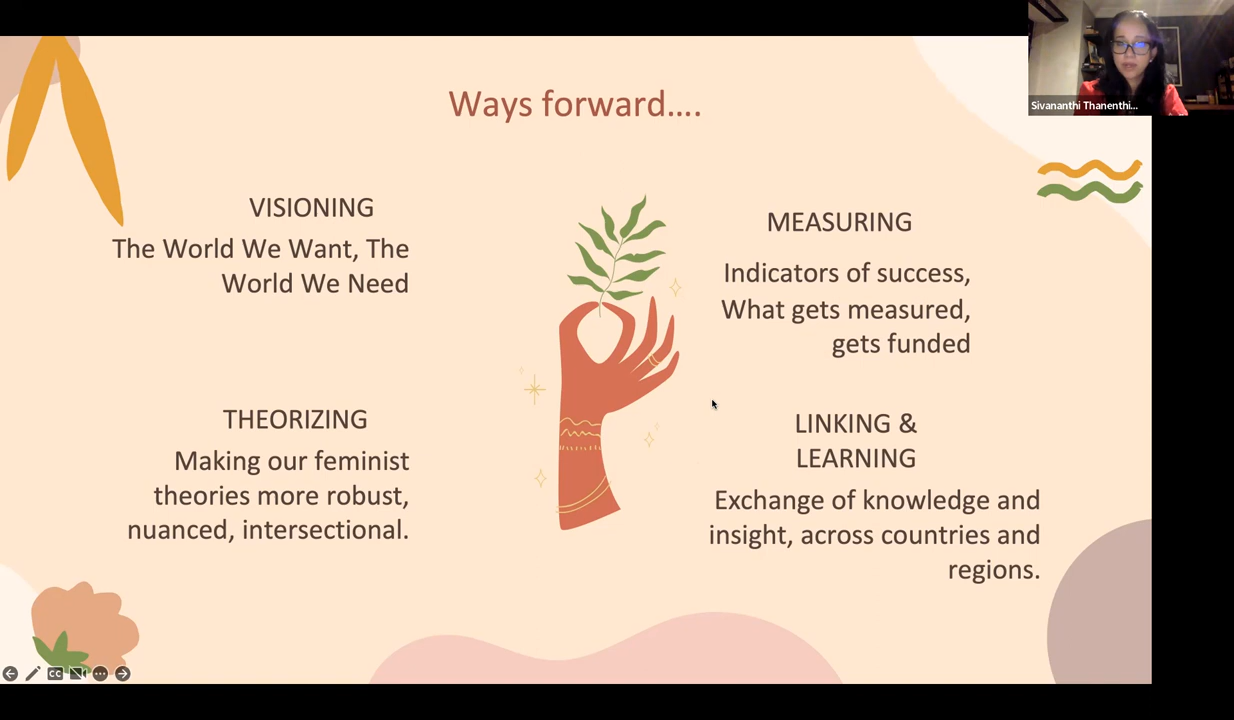 Ways forward....
VISIONING
The World We Want, The
World We Need
THEORIZING
Making our feminist
theories more robust,
nuanced, intersectional.
MEASURING
Indicators of success,
What gets measured,
gets funded
LINKING &
LEARNING
Exchange of knowledge and
insight, across countries and
regions.
Sivananthi Thanenthi...
CC